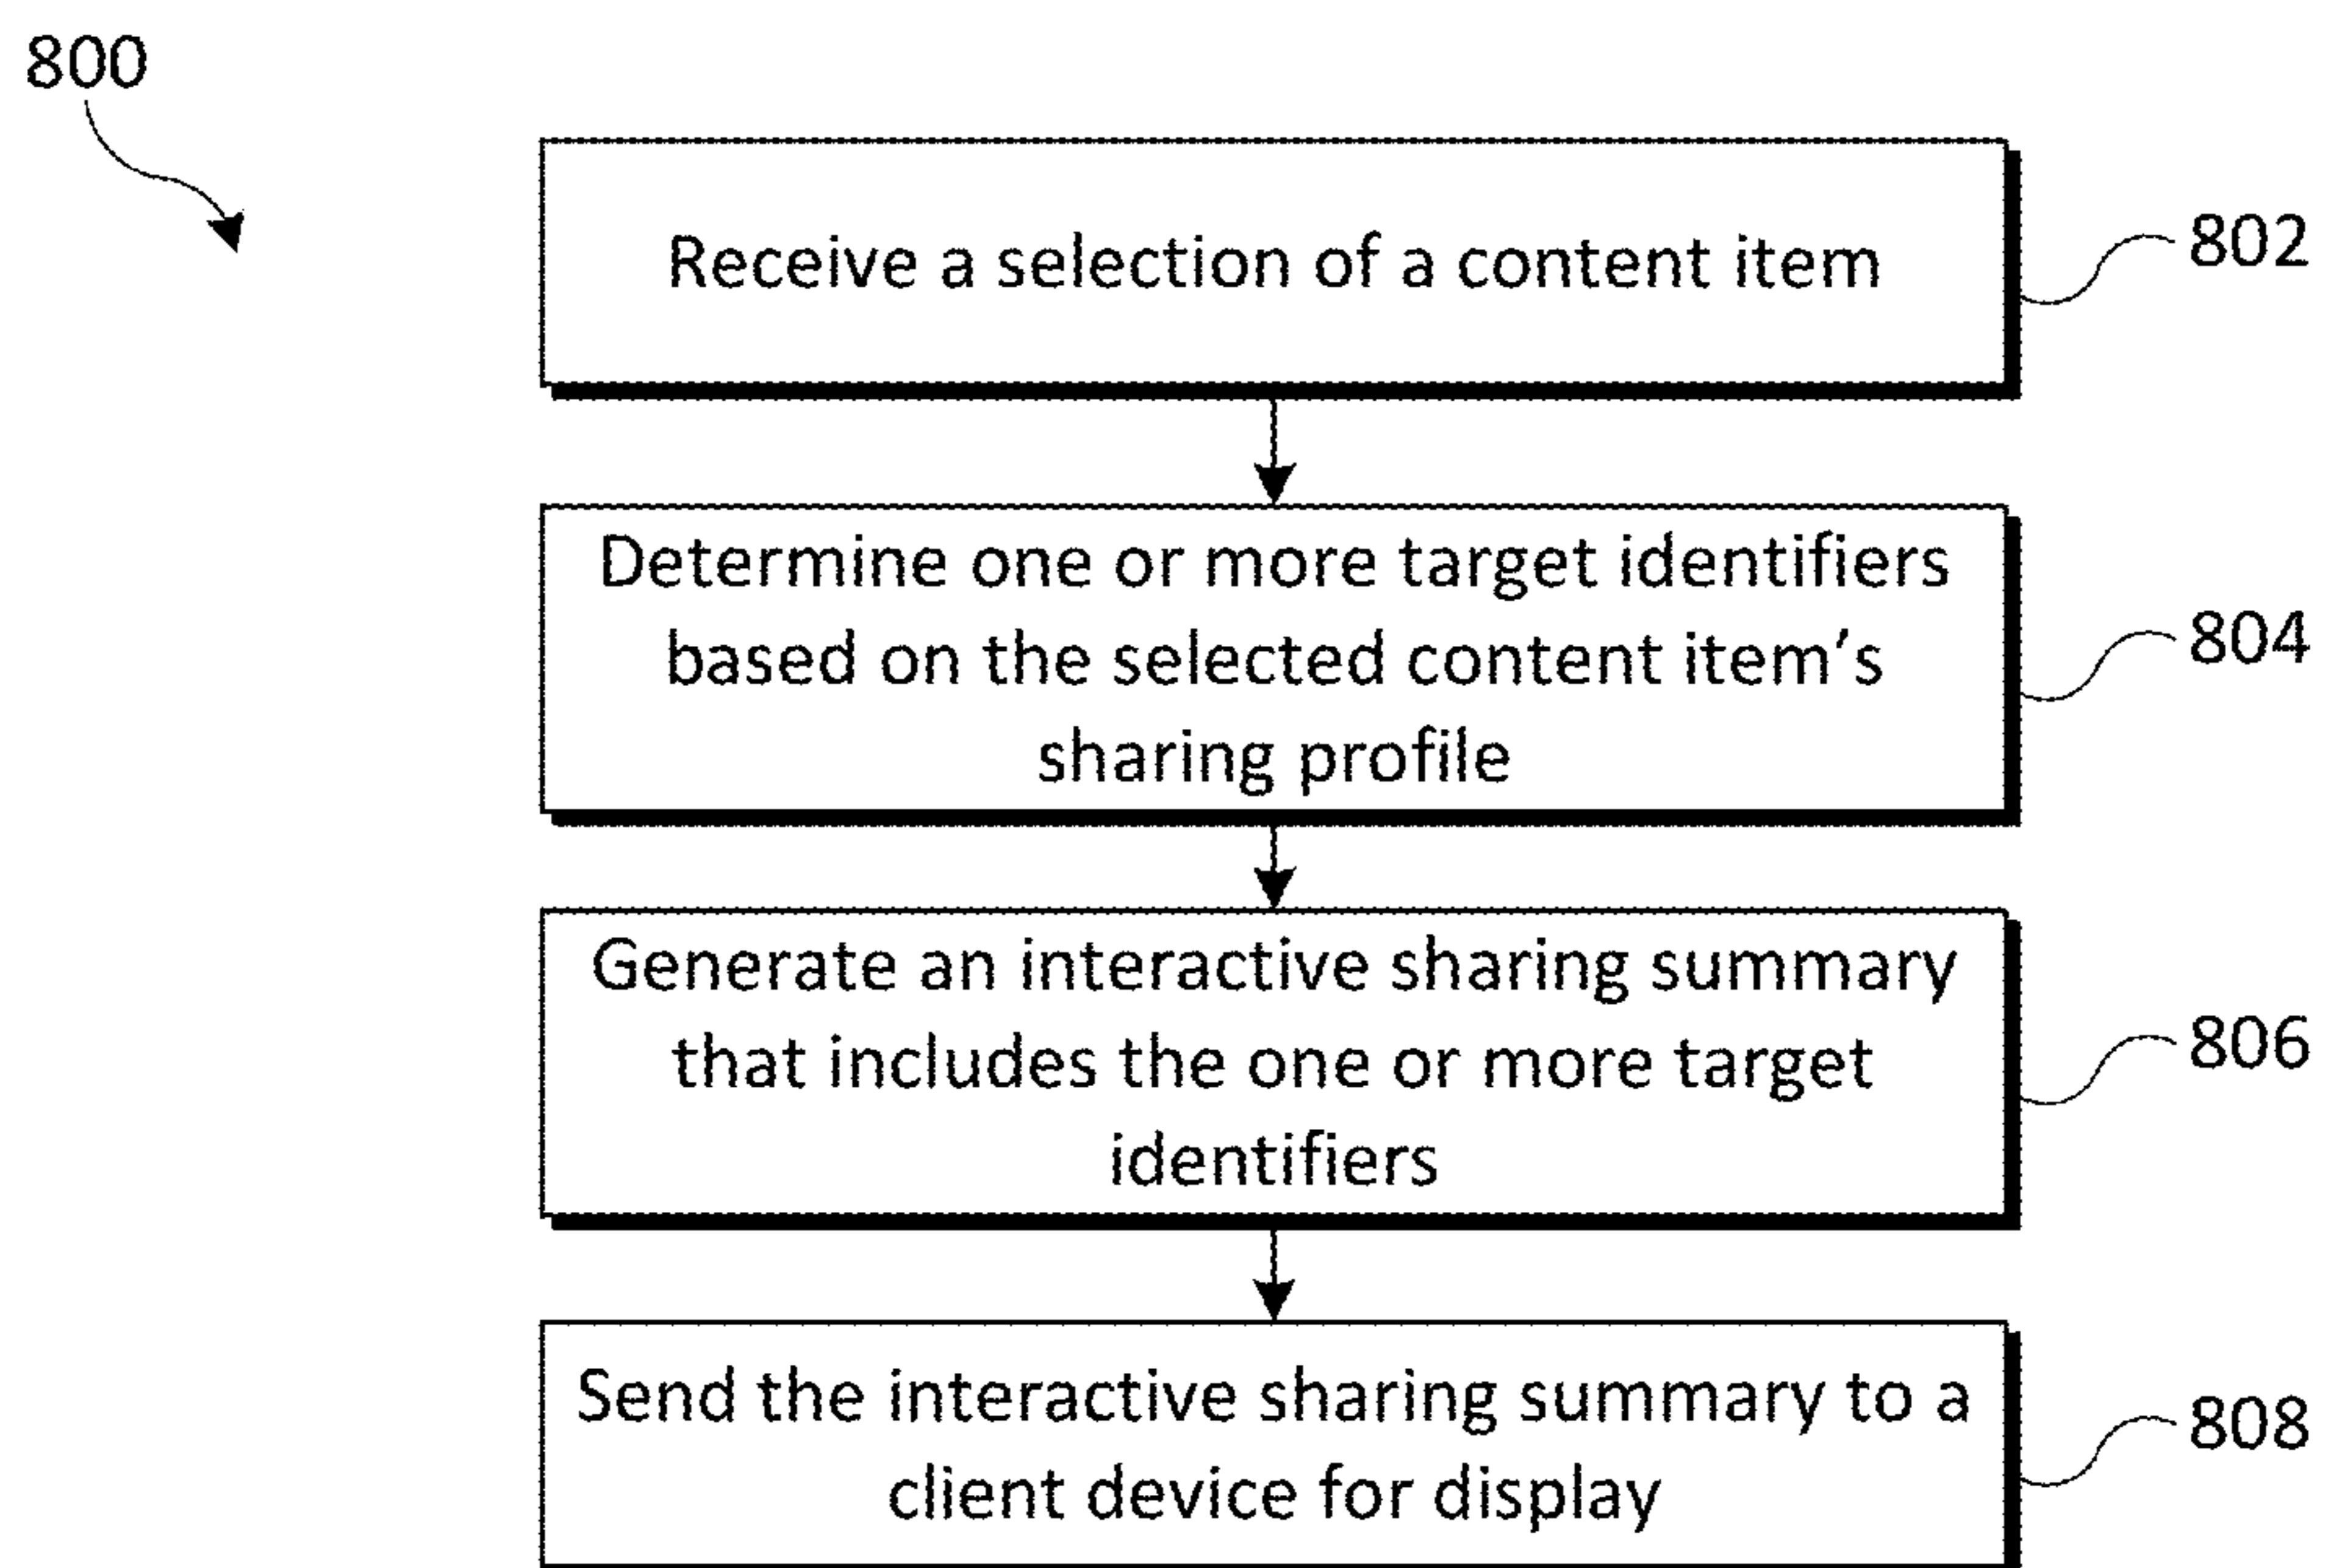 800
Receive a selection of a content item
802
Determine one or more target identifiers
based on the selected content item’s
sharing profile
804
Generate an interactive sharing summary
that includes the one or more target
identifiers
806
Send the interactive sharing summary to a
client device for display
808